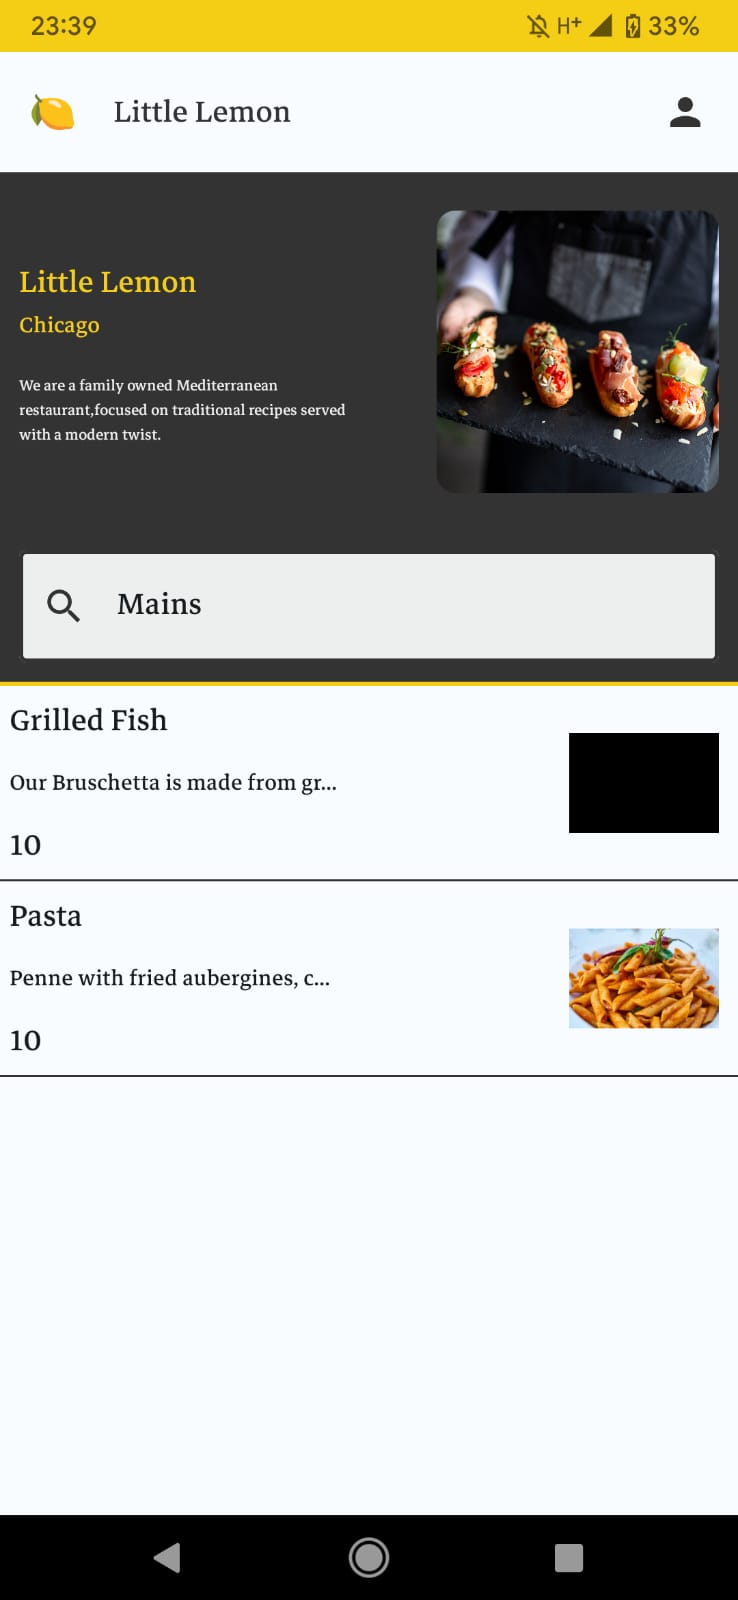 23:39 H+ 33%
Little Lemon
Little Lemon
Chicago
We are a family owned Mediterranean
restaurant,focused on traditional recipes served
with a modern twist.
Mains
Grilled Fish
Our Bruschetta is made from gr...
10
Pasta
Penne with fried aubergines, c...
10